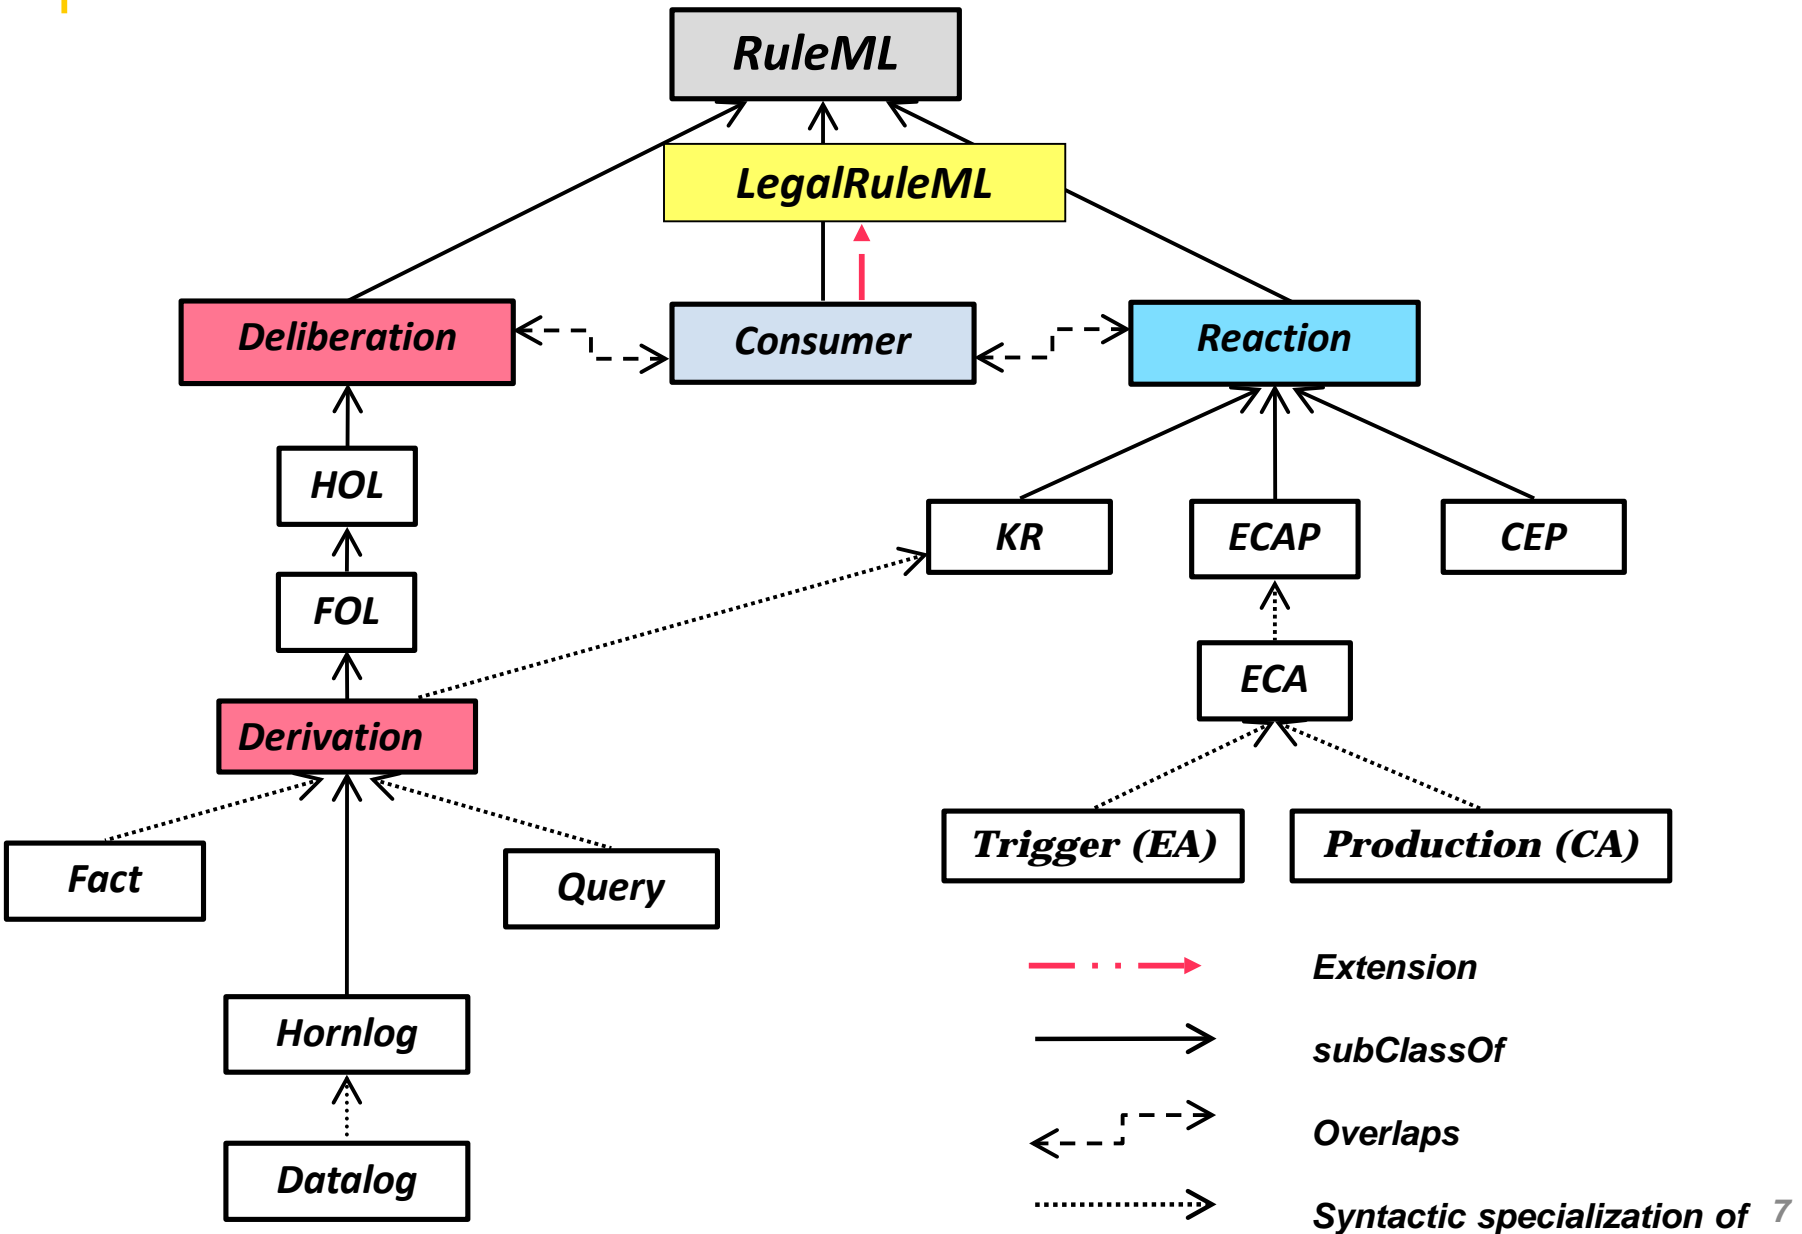 RuleML
LegalRuleML
Deliberation
Consumer
Reaction
HOL
KR
ECAP
CEP
FOL
ECA
Derivation
Trigger (EA)
Production (CA)
Fact
Query
Extension
Hornlog
subClassOf
Overlaps
Datalog
Syntactic specialization of
7